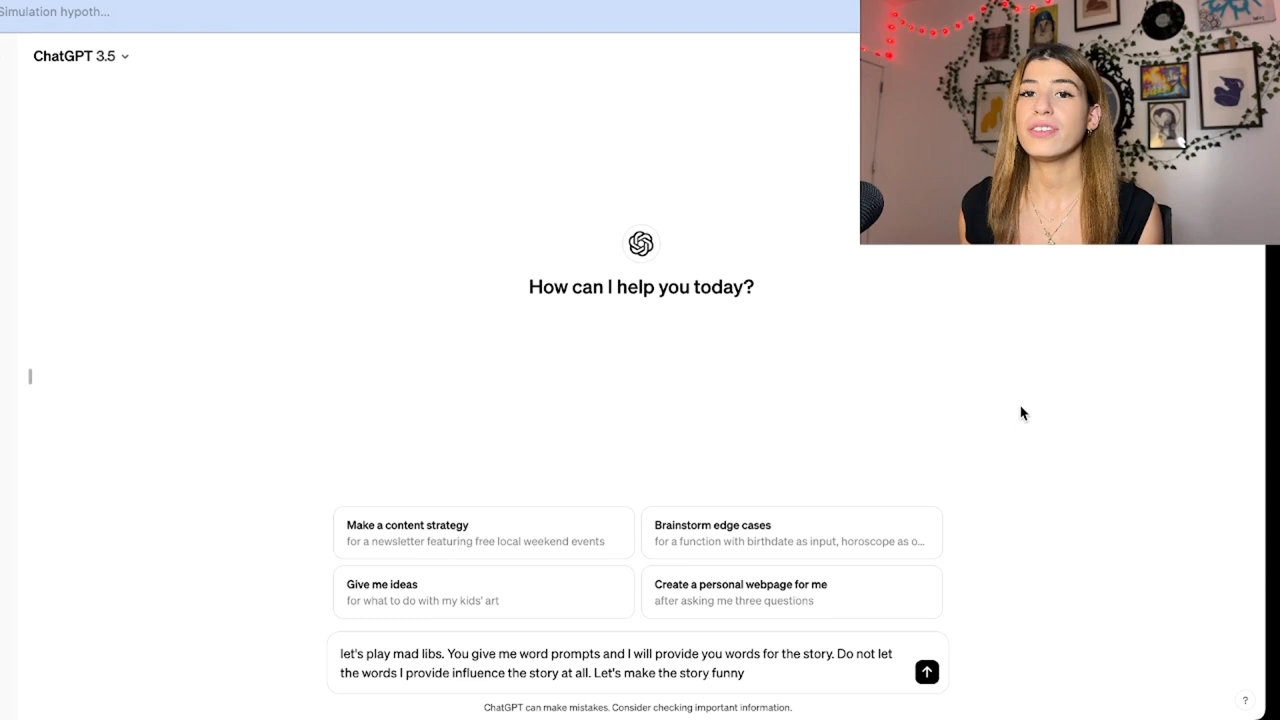 Simulation hypoth...
ChatGPT 3.5
How can I help you today?
Make a content strategy
for a newsletter featuring free local weekend events
Brainstorm edge cases
for a function with birthdate as input, horoscope as o...
Give me ideas
for what to do with my kids' art
Create a personal webpage for me
after asking me three questions
let's play mad libs. You give me word prompts and I will provide you words for the story. Do not let
the words I provide influence the story at all. Let's make the story funny
ChatGPT can make mistakes. Consider checking important information.
?